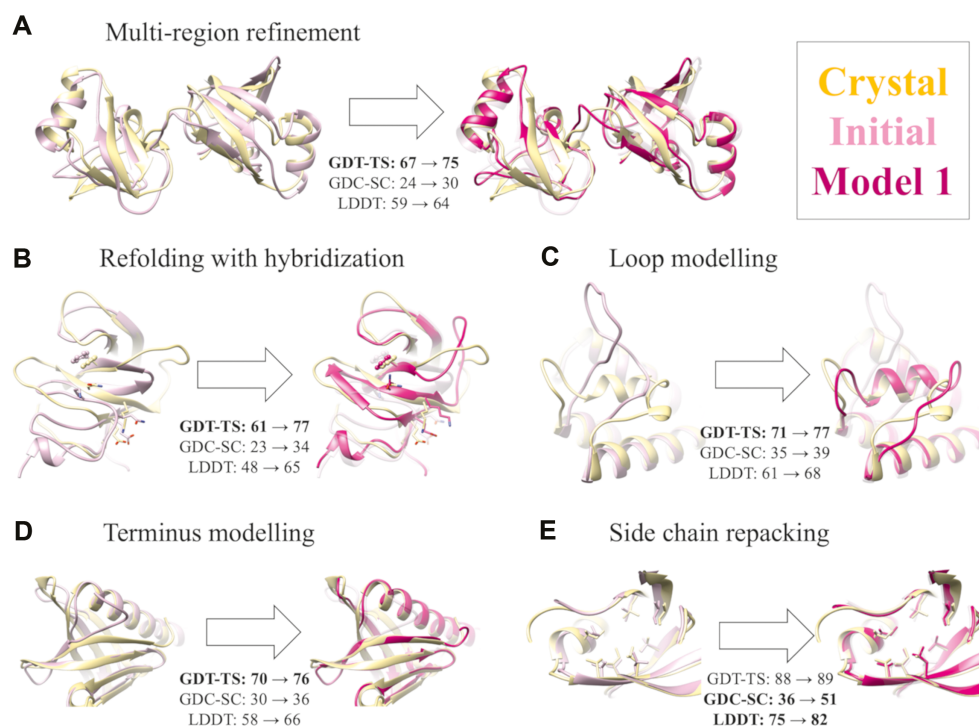 A
Multi-region refinement
GDT-TS: 67 → 75
GDC-SC: 24 → 30
LDDT: 59 → 64
Crystal
Initial
Model 1
B
Refolding with hybridization
GDT-TS: 61 → 77
GDC-SC: 23 → 34
LDDT: 48 → 65
C
Loop modelling
GDT-TS: 71 → 77
GDC-SC: 35 → 39
LDDT: 61 → 68
D
Terminus modelling
GDT-TS: 70 → 76
GDC-SC: 30 → 36
LDDT: 58 → 66
E
Side chain repacking
GDT-TS: 88 → 89
GDC-SC: 36 → 51
LDDT: 75 → 82